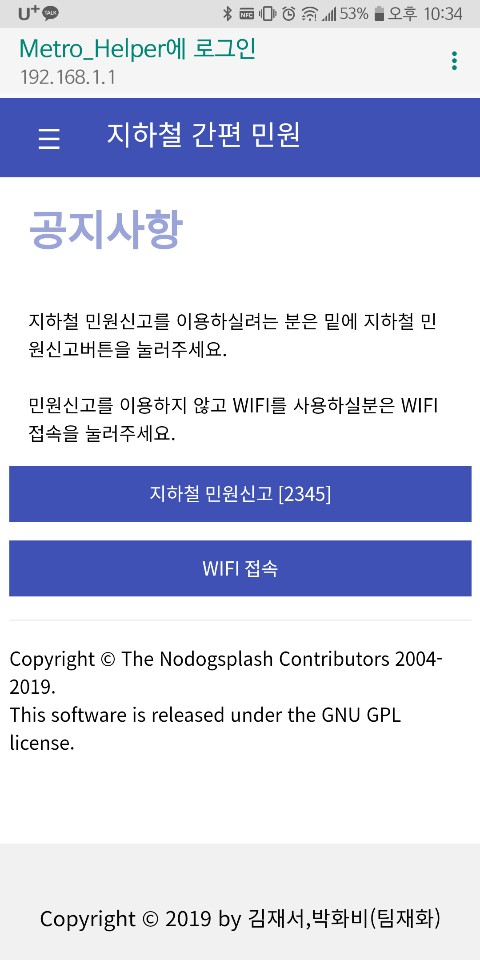 U+ TALK NFC 53% 오후 10:34
Metro_Helper에 로그인
192.168.1.1
지하철 간편 민원
공지사항
지하철 민원신고를 이용하실려는 분은 밑에 지하철 민
원신고버튼을 눌러주세요.
민원신고를 이용하지 않고 WIFI를 사용하실분은 WIFI
접속을 눌러주세요.
지하철 민원신고 [2345]
WIFI 접속
Copyright © The Nodogsplash Contributors 2004-
2019.
This software is released under the GNU GPL
license.
Copyright © 2019 by 김재서,박화비(팀재화)